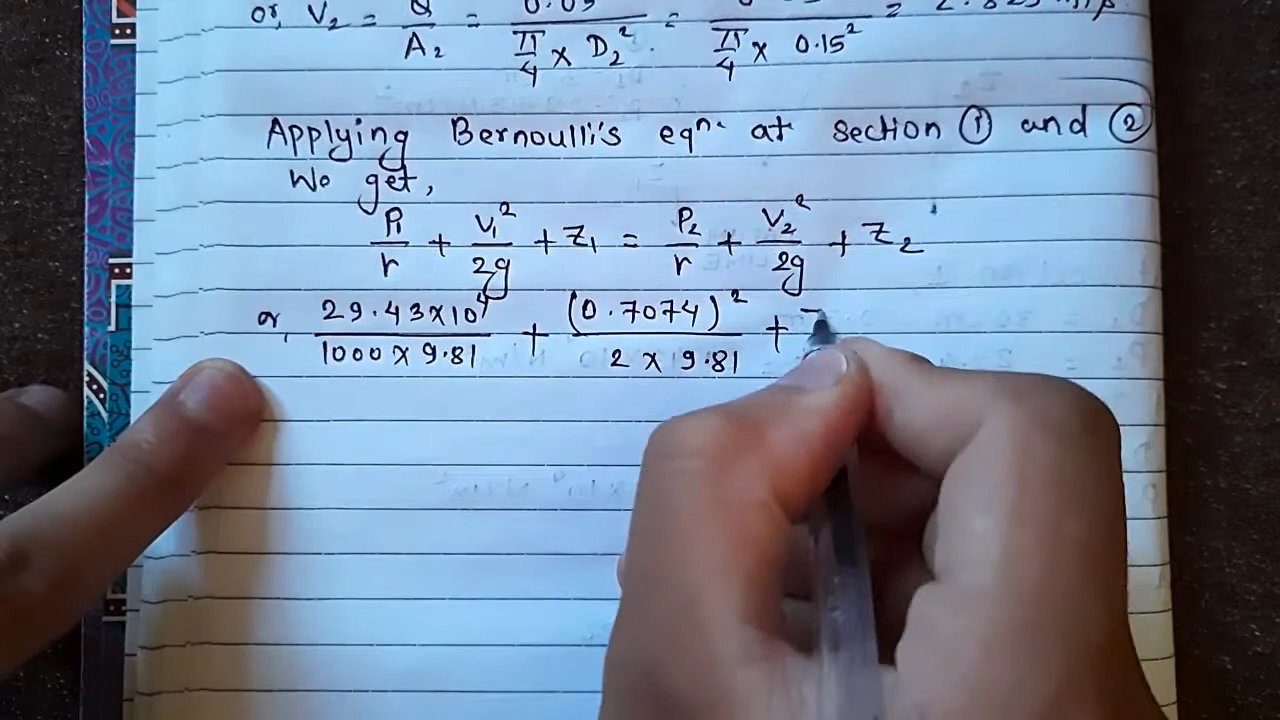 or, V₂ = Q/A₂ = 0.05/(π/4 × D₂²) = /(π/4 × 0.15²) =
Applying Bernoulli's eqⁿ. at section ① and ②
We get,
P₁/r + V₁²/2g + Z₁ = P₂/r + V₂²/2g + Z₂
or, 29.43×10⁴/1000 × 9.81 + (0.7074)²/2 × 9.81 +